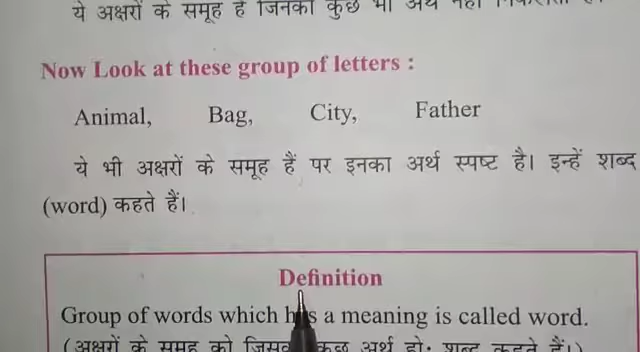 ये अक्षरों के समूह हैं जिनका कुछ भी अर्थ नहीं
Now Look at these group of letters :
Animal, Bag, City, Father
ये भी अक्षरों के समूह हैं पर इनका अर्थ स्पष्ट है। इन्हें शब्द
(word) कहते हैं।
Definition
Group of words which has a meaning is called word.
(अक्षरों के समूह को कुछ अर्थ हो, शब्द कहते हैं।)